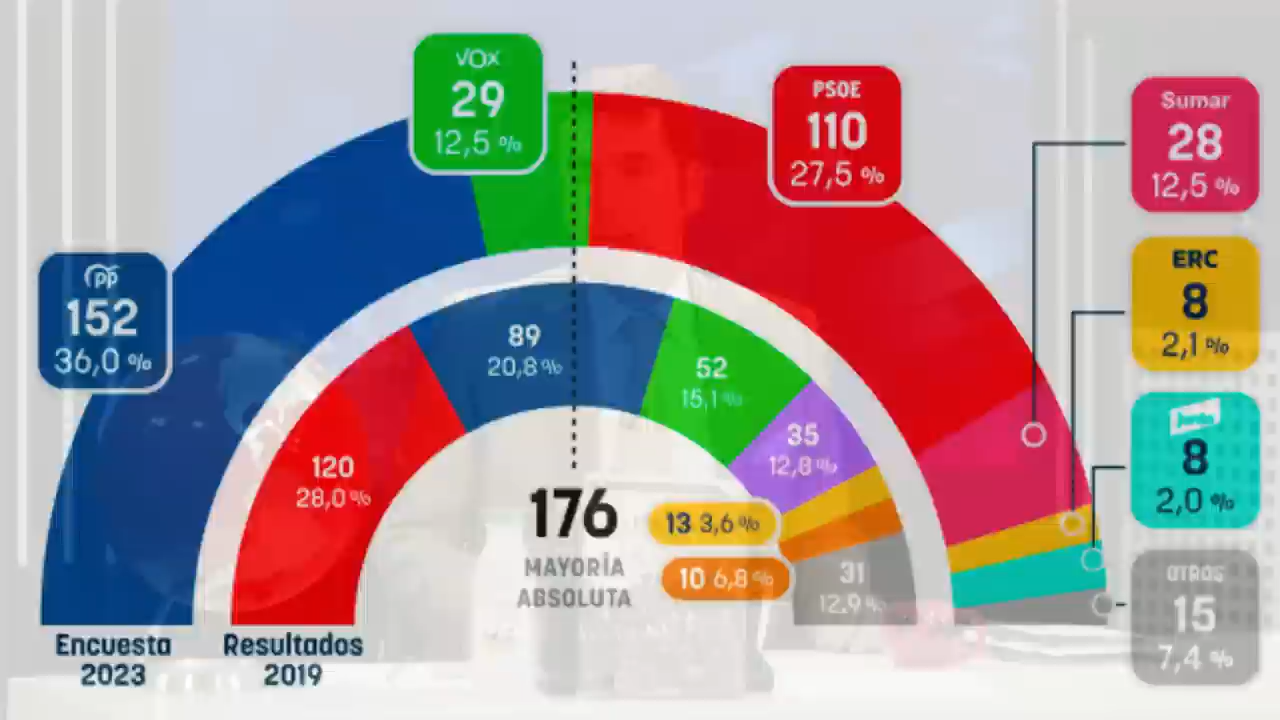 VOX
29
12,5 %
PSOE
110
27,5 %
Sumar
28
12,5 %
PP
152
36,0 %
ERC
8
2,1 %
8
2,0 %
OTROS
15
7,4 %
89
20,8 %
52
15,1 %
35
12,8 %
120
28,0 %
13 3,6 %
10 6,8 %
31
12,9 %
176
MAYORÍA
ABSOLUTA
Encuesta
2023
Resultados
2019